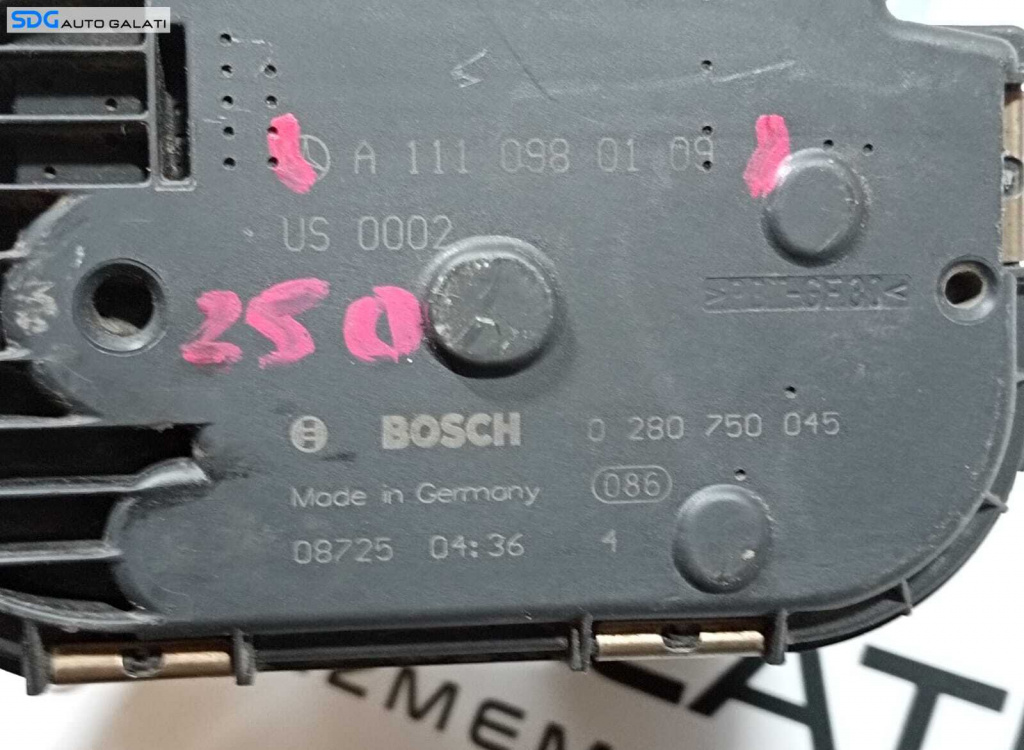 SDG AUTO GALATI
A 111 098 01 09
US 0002
250
BOSCH 0 280 750 045
Made in Germany 086
08725 04:36 4